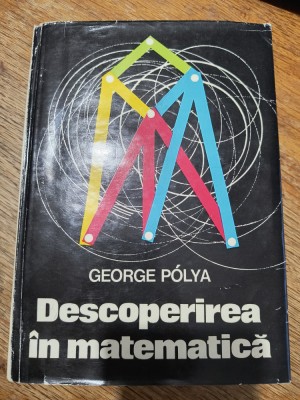 GEORGE PÓLYA
Descoperirea
în matematică